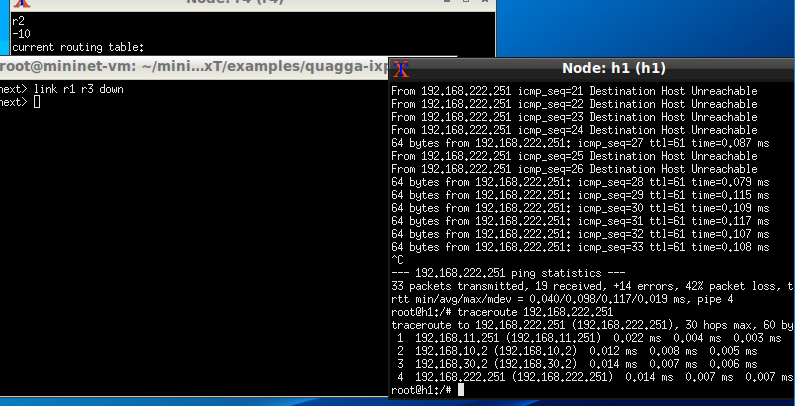 Node: r4 (r4)
r2
-10
current routing table:
root@mininet-vm: ~/mini...xT/examples/quagga-ixp
next> link r1 r3 down
next>
Node: h1 (h1)
From 192.168.222.251 icmp_seq=21 Destination Host Unreachable
From 192.168.222.251 icmp_seq=22 Destination Host Unreachable
From 192.168.222.251 icmp_seq=23 Destination Host Unreachable
From 192.168.222.251 icmp_seq=24 Destination Host Unreachable
64 bytes from 192.168.222.251: icmp_seq=27 ttl=61 time=0.087 ms
From 192.168.222.251 icmp_seq=25 Destination Host Unreachable
From 192.168.222.251 icmp_seq=26 Destination Host Unreachable
64 bytes from 192.168.222.251: icmp_seq=28 ttl=61 time=0.079 ms
64 bytes from 192.168.222.251: icmp_seq=29 ttl=61 time=0.115 ms
64 bytes from 192.168.222.251: icmp_seq=30 ttl=61 time=0.109 ms
64 bytes from 192.168.222.251: icmp_seq=31 ttl=61 time=0.117 ms
64 bytes from 192.168.222.251: icmp_seq=32 ttl=61 time=0.107 ms
64 bytes from 192.168.222.251: icmp_seq=33 ttl=61 time=0.108 ms
^C
--- 192.168.222.251 ping statistics ---
33 packets transmitted, 19 received, +14 errors, 42% packet loss, t
rtt min/avg/max/mdev = 0.040/0.098/0.117/0.019 ms, pipe 4
root@h1:/# traceroute 192.168.222.251
traceroute to 192.168.222.251 (192.168.222.251), 30 hops max, 60 by
1 192.168.11.251 (192.168.11.251) 0.022 ms 0.004 ms 0.003 ms
2 192.168.10.2 (192.168.10.2) 0.012 ms 0.008 ms 0.005 ms
3 192.168.30.2 (192.168.30.2) 0.014 ms 0.007 ms 0.006 ms
4 192.168.222.251 (192.168.222.251) 0.014 ms 0.007 ms 0.007 ms
root@h1:/#